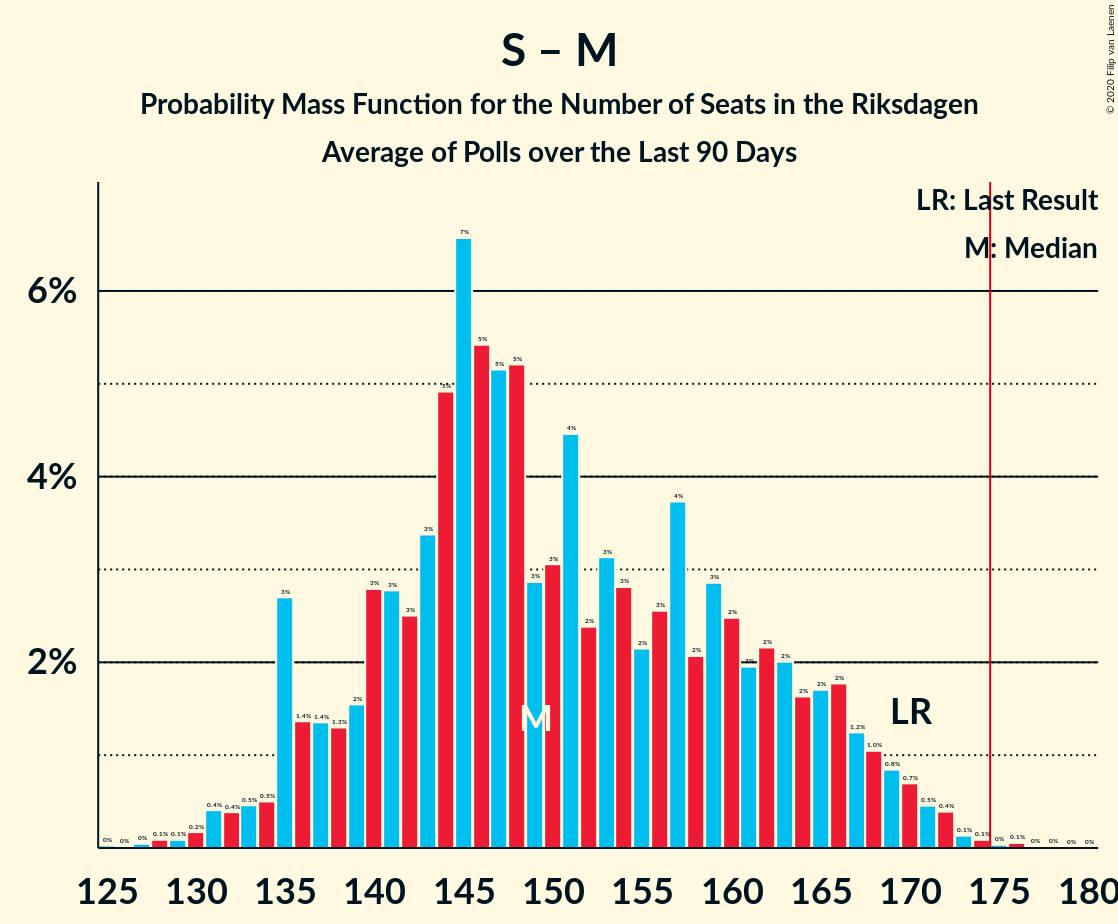 S – M
Probability Mass Function for the Number of Seats in the Riksdagen
Average of Polls over the Last 90 Days
© 2020 Filip van Laenen
LR: Last Result
M: Median
6%
4%
2%
0% 0% 0% 0.1% 0.1% 0.2% 0.4% 0.4% 0.5% 0.5% 3% 1.4% 1.4% 1.3% 2% 3% 3% 3% 3% 5% 7% 5% 5% 5% 3% 3% 4% 2% 3% 3% 2% 3% 4% 2% 3% 2% 2% 2% 2% 2% 2% 2% 1.2% 1.0% 0.8% 0.7% 0.5% 0.4% 0.1% 0.1% 0% 0.1% 0% 0% 0% 0%
M
LR
125 130 135 140 145 150 155 160 165 170 175 180